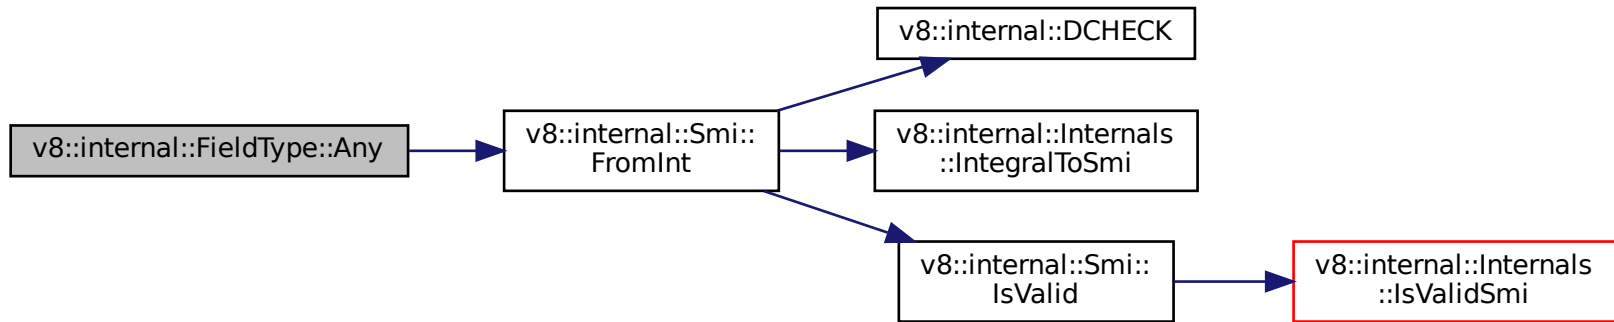 v8::internal::FieldType::Any
v8::internal::Smi::
FromInt
v8::internal::DCHECK
v8::internal::Internals
::IntegralToSmi
v8::internal::Smi::
IsValid
v8::internal::Internals
::IsValidSmi